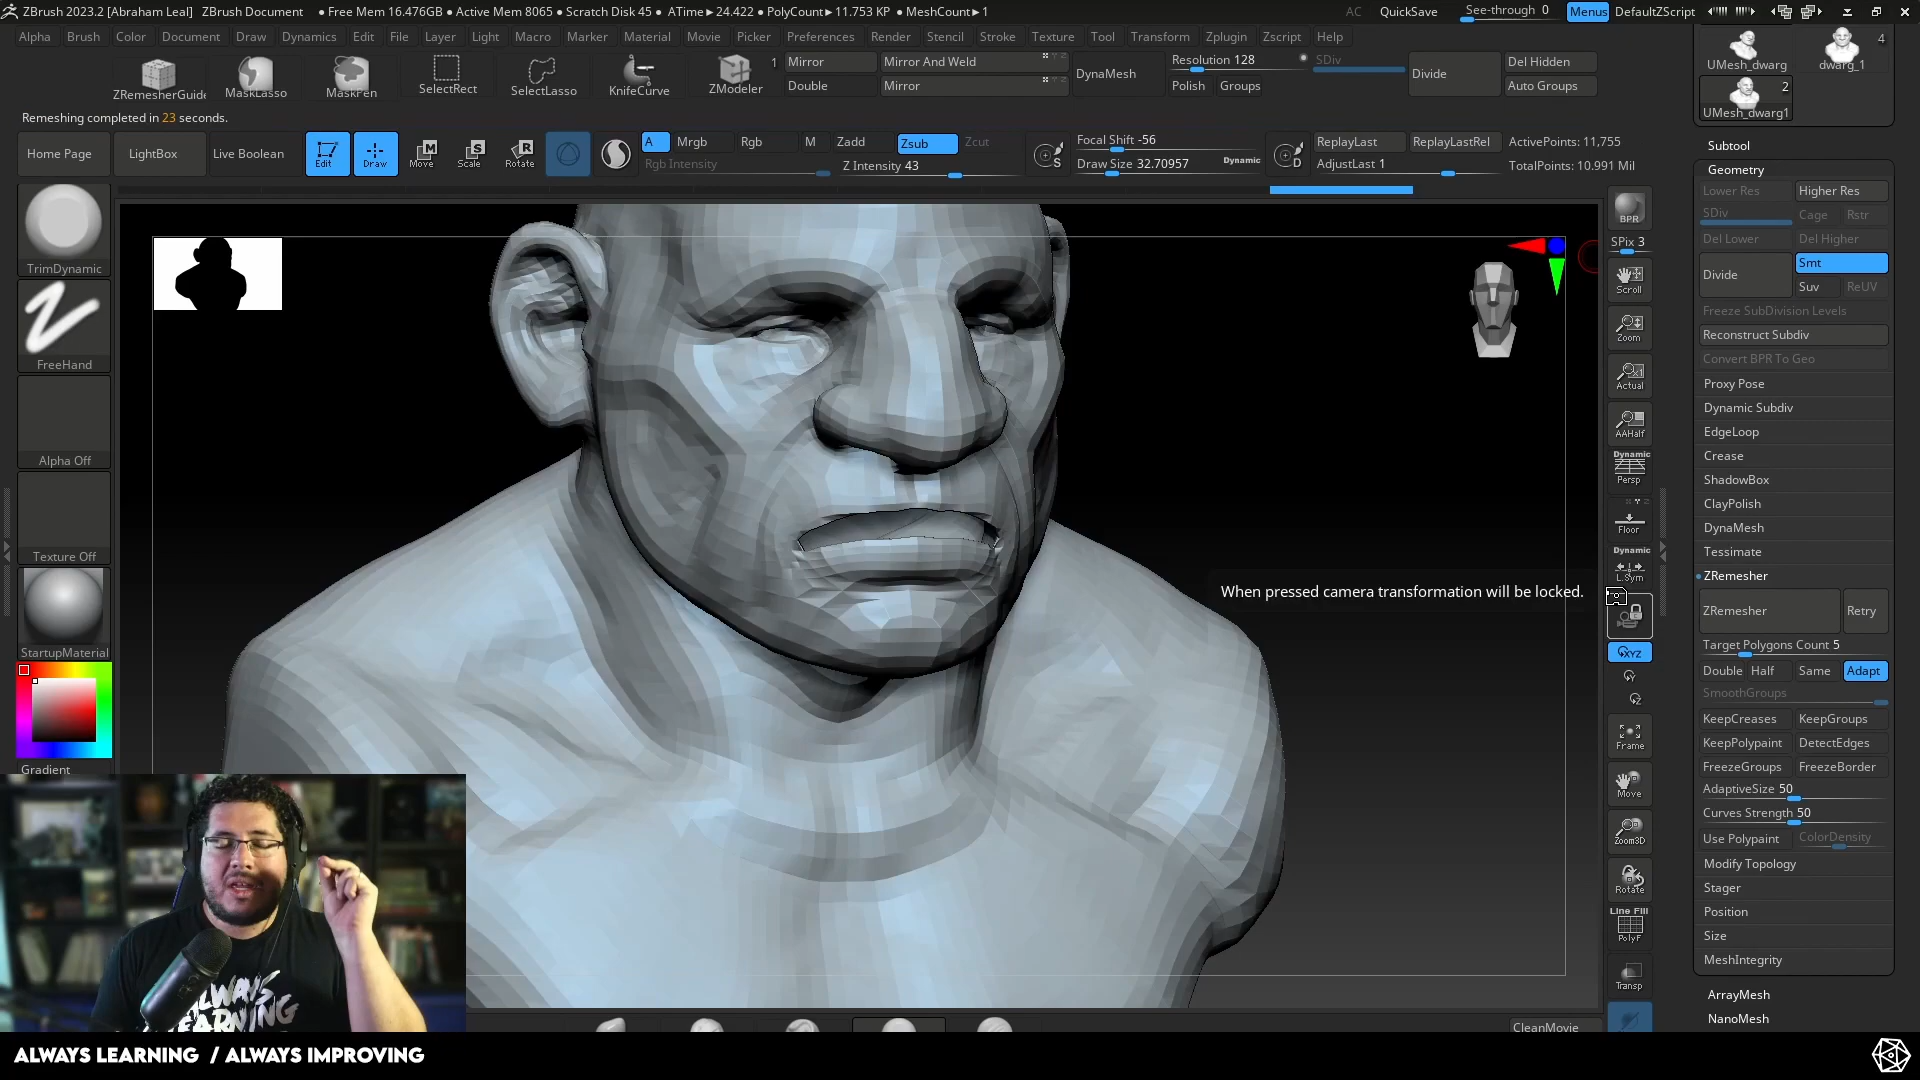 ZBrush 2023.2 [Abraham Leal] ZBrush Document • Free Mem 16.476GB • Active Mem 8065 • Scratch Disk 45 • ATime►24.422 • PolyCount►11.753 KP • MeshCount►1 AC QuickSave See-through 0 Menus DefaultZScript
Alpha Brush Color Document Draw Dynamics Edit File Layer Light Macro Marker Material Movie Picker Preferences Render Stencil Stroke Texture Tool Transform Zplugin Zscript Help
ZRemesherGuide MaskLasso MaskPen SelectRect SelectLasso KnifeCurve ZModeler 1
Mirror Mirror And Weld
Double Mirror
DynaMesh
Resolution 128 SDiv
Polish Groups
Divide
Del Hidden
Auto Groups
Remeshing completed in 23 seconds.
Home Page LightBox Live Boolean Edit Draw Move Scale Rotate
A Mrgb Rgb M Zadd Zsub Zcut
Rgb Intensity Z Intensity 43
S
Focal Shift -56
Draw Size 32.70957 Dynamic
D
ReplayLast ReplayLastRel ActivePoints: 11,755
AdjustLast 1 TotalPoints: 10.991 Mil
TrimDynamic
FreeHand
Alpha Off
Texture Off
StartupMaterial
Gradient
When pressed camera transformation will be locked.
BPR
SPix 3
Scroll
Zoom
Actual
AAHalf
Dynamic
Persp
Floor
Dynamic
L.Sym
XYZ
Frame
Move
Zoom3D
Rotate
Line Fill
PolyF
Transp
4
UMesh_dwarg dwarg_1
2
UMesh_dwarg1
Subtool
Geometry
Lower Res Higher Res
SDiv Cage Rstr
Del Lower Del Higher
Divide Smt
Suv ReUV
Freeze SubDivision Levels
Reconstruct Subdiv
Convert BPR To Geo
Proxy Pose
Dynamic Subdiv
EdgeLoop
Crease
ShadowBox
ClayPolish
DynaMesh
Tessimate
ZRemesher
ZRemesher Retry
Target Polygons Count 5
Double Half Same Adapt
SmoothGroups
KeepCreases KeepGroups
KeepPolypaint DetectEdges
FreezeGroups FreezeBorder
AdaptiveSize 50
Curves Strength 50
Use Polypaint ColorDensity
Modify Topology
Stager
Position
Size
MeshIntegrity
ArrayMesh
NanoMesh
CleanMovie
ALWAYS
LEARNING
ALWAYS LEARNING / ALWAYS IMPROVING